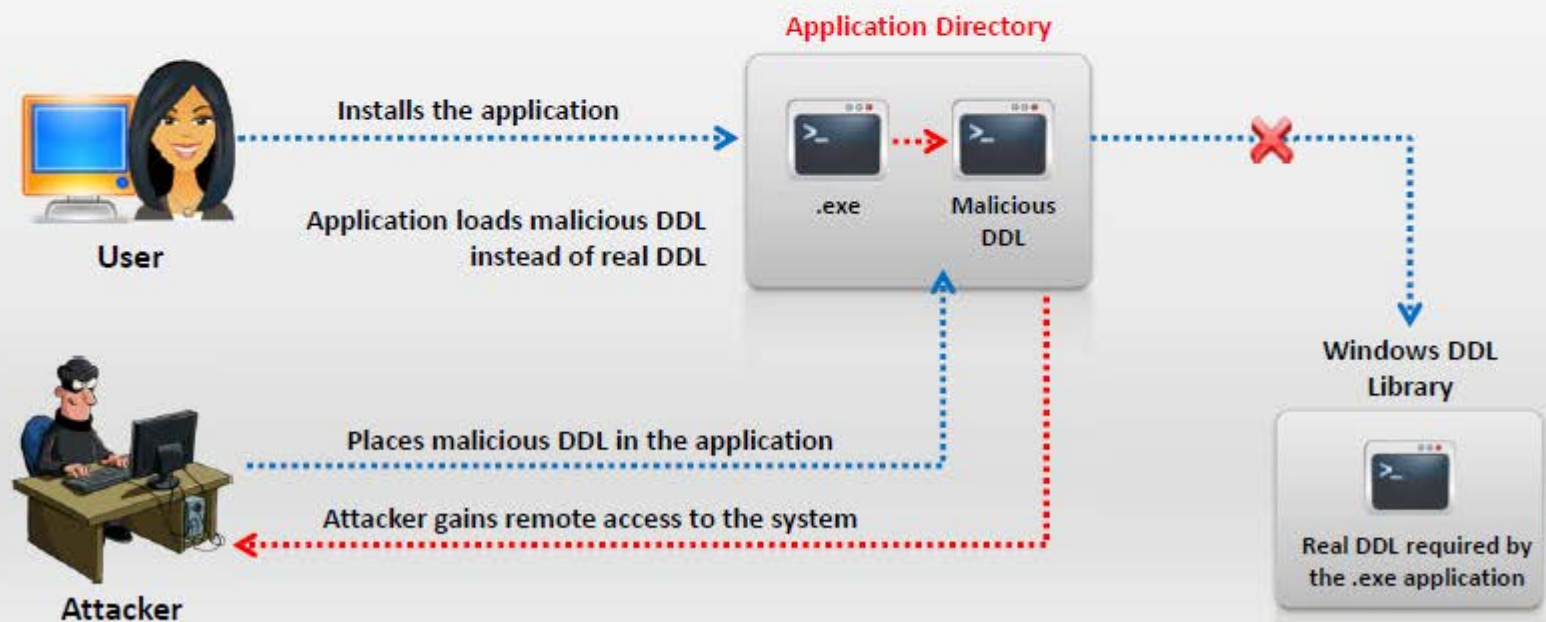 Application Directory
Installs the application
>_
>_
.exe
Malicious
DDL
Application loads malicious DDL
instead of real DDL
User
Windows DDL
Library
Places malicious DDL in the application
>_
Attacker gains remote access to the system
Real DDL required by
the .exe application
Attacker